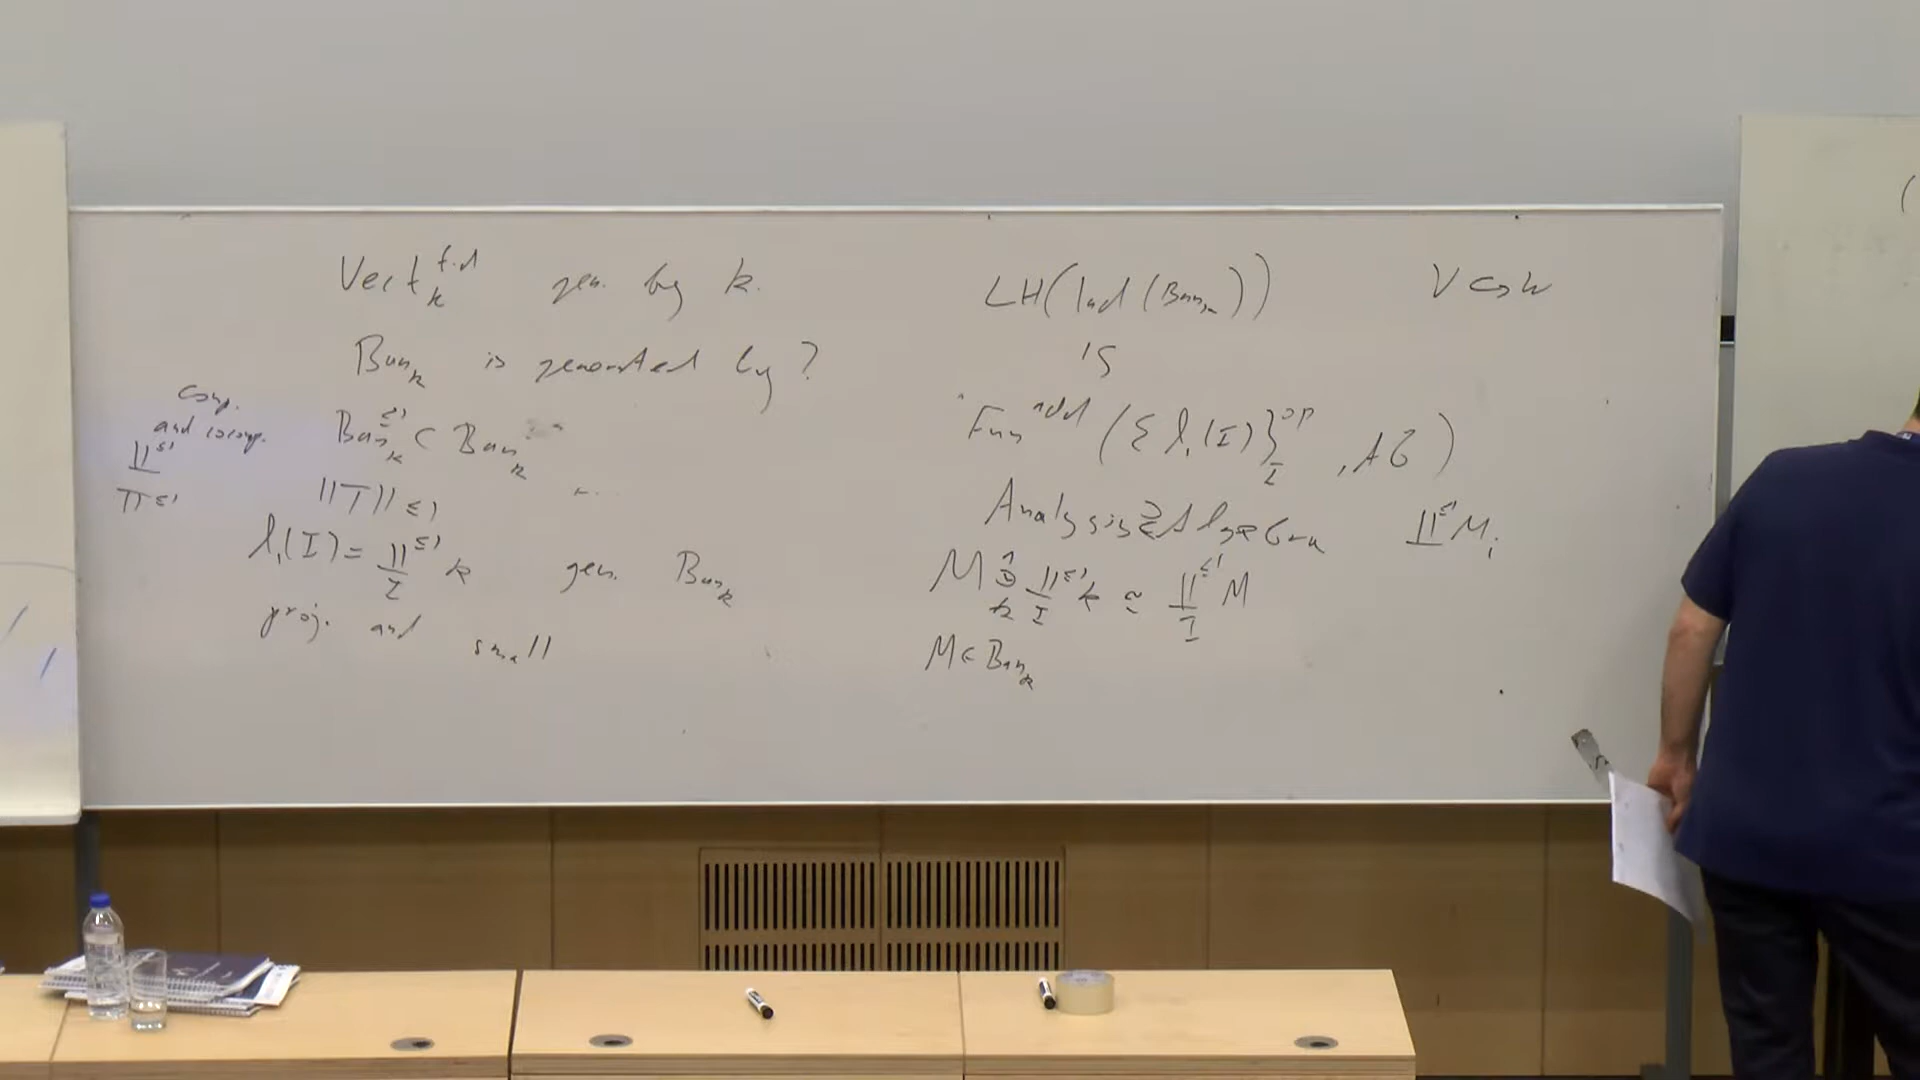 Vect_k^{f.d} gen. by k.
Ban_k is generated by ?
comp. and cocomp.
∐^{≤1}
∏^{≤1}
Ban_k^{≤1} ⊂ Ban_k
||T|| ≤ 1
l_1(I) = ∐_I^{≤1} k gen. Ban_k
proj. and small
LH(Ind(Ban_k))
V ↪ W
Fun^{add}({l_1(I)}_I^{op}, Ab)
Analysis ⊋ Algebra
∐^{≤1} M_i
M ⊗̂_k ∐_I^{≤1} k ≃ ∐_I^{≤1} M
M ∈ Ban_k